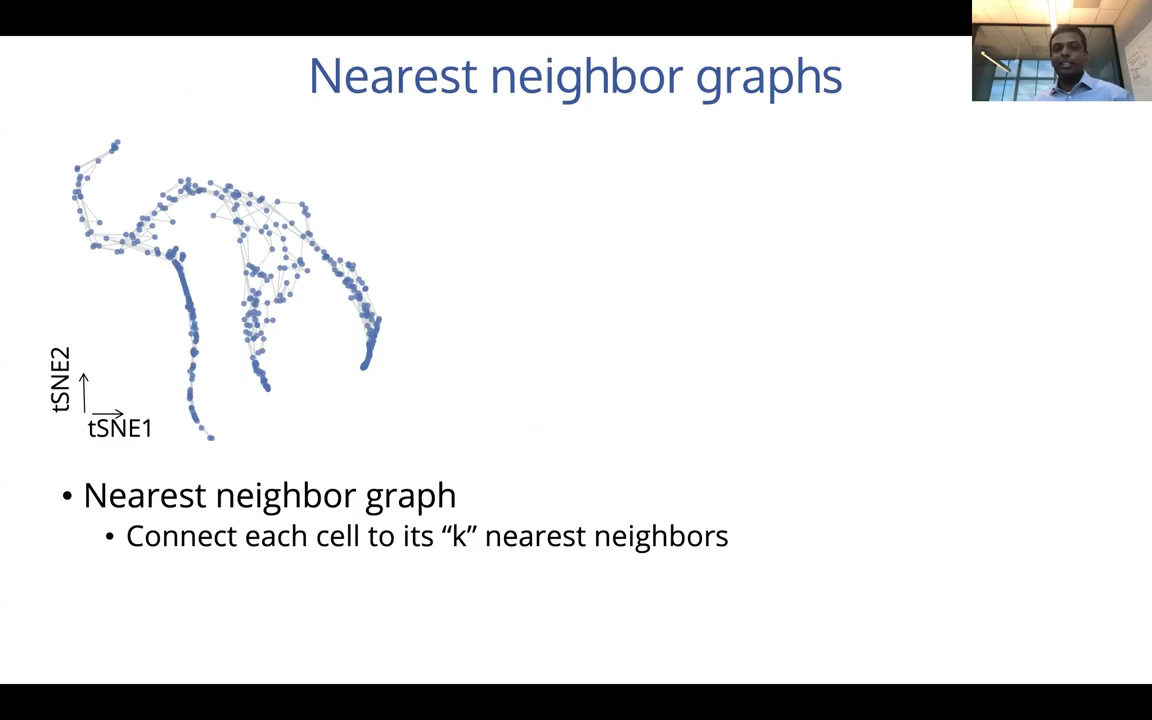 Nearest neighbor graphs
tSNE2
tSNE1
• Nearest neighbor graph
• Connect each cell to its “k” nearest neighbors